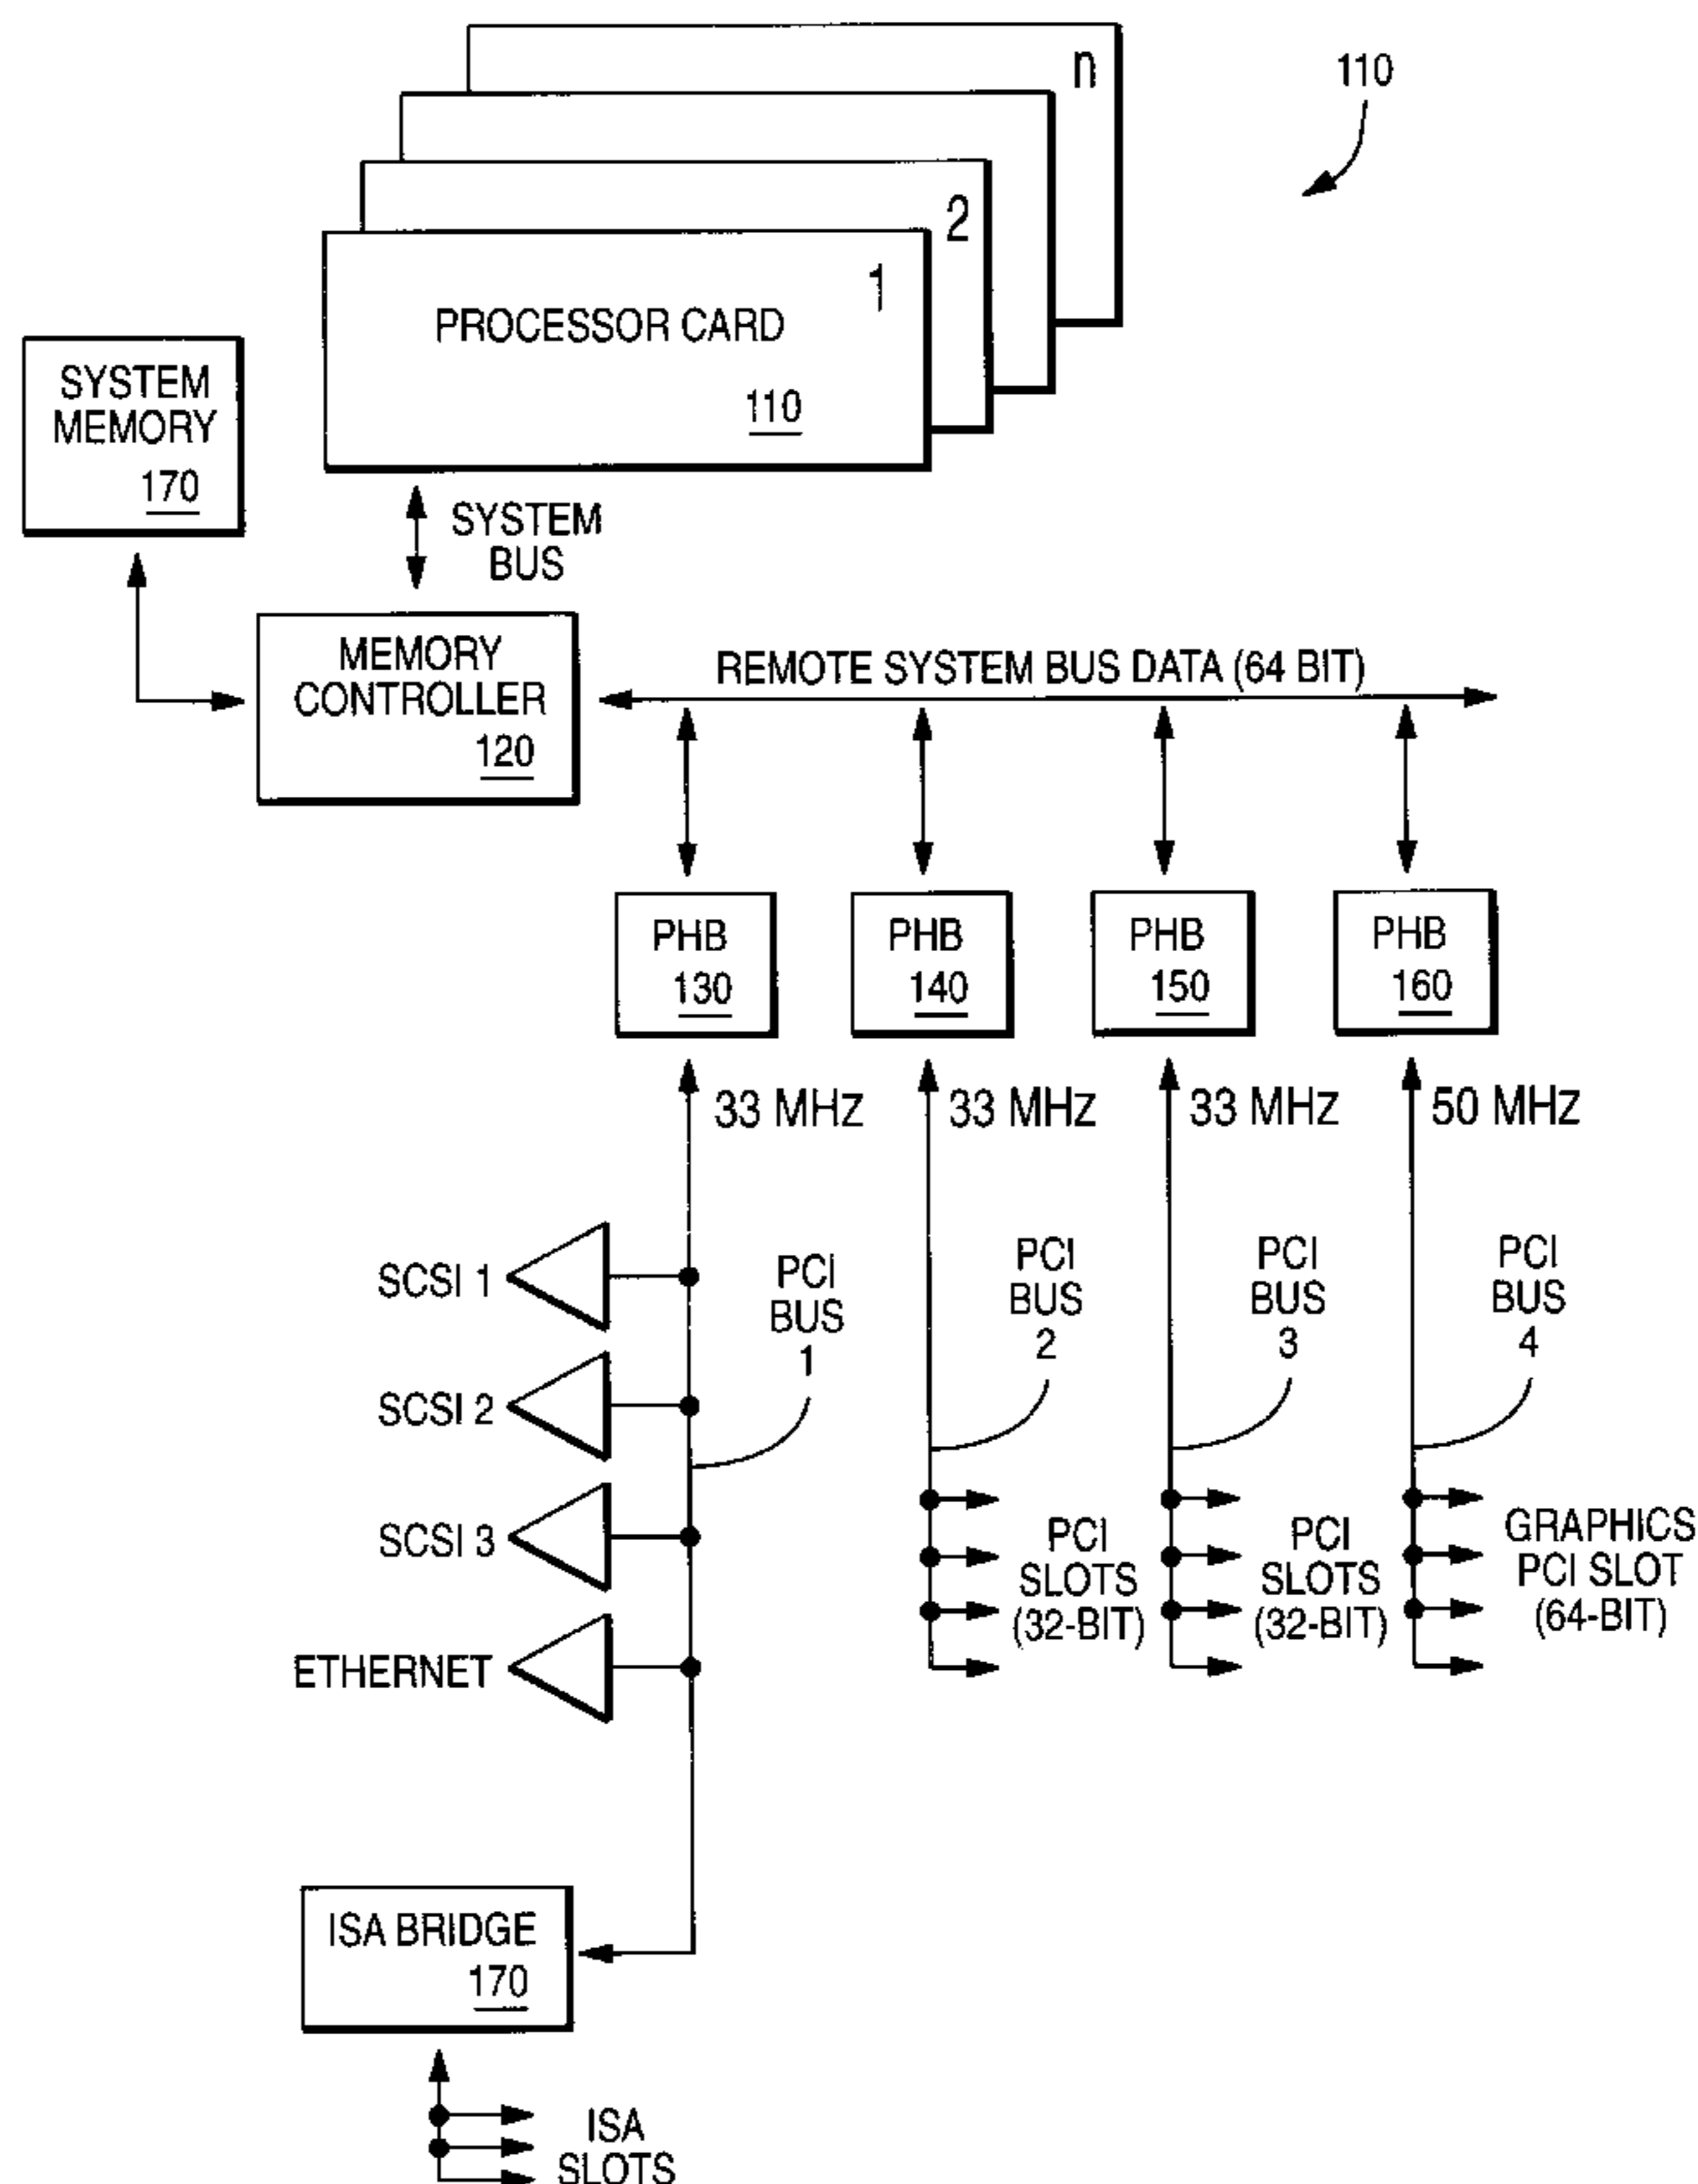 n
110
2
1
PROCESSOR CARD
110
SYSTEM
MEMORY
170
SYSTEM
BUS
MEMORY
CONTROLLER
120
REMOTE SYSTEM BUS DATA (64 BIT)
PHB
130
PHB
140
PHB
150
PHB
160
33 MHz
33 MHz
33 MHz
50 MHz
SCSI 1
SCSI 2
SCSI 3
ETHERNET
PCI
BUS
1
PCI
BUS
2
PCI
BUS
3
PCI
BUS
4
PCI
SLOTS
(32-BIT)
PCI
SLOTS
(32-BIT)
GRAPHICS
PCI SLOT
(64-BIT)
ISA BRIDGE
170
ISA
SLOTS